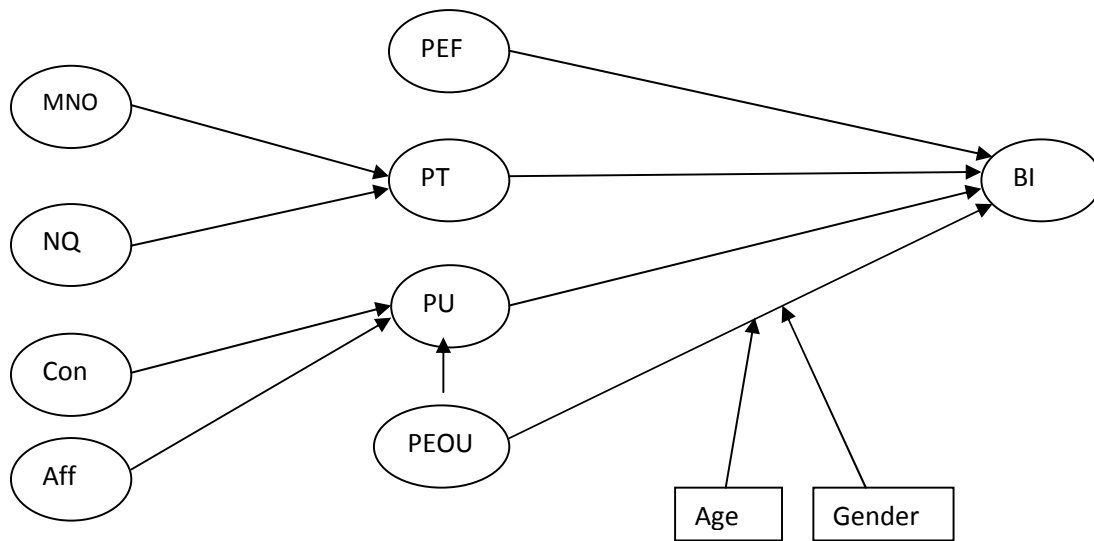 PEF
MNO
PT
BI
NQ
PU
Con
PEOU
Aff
Age
Gender